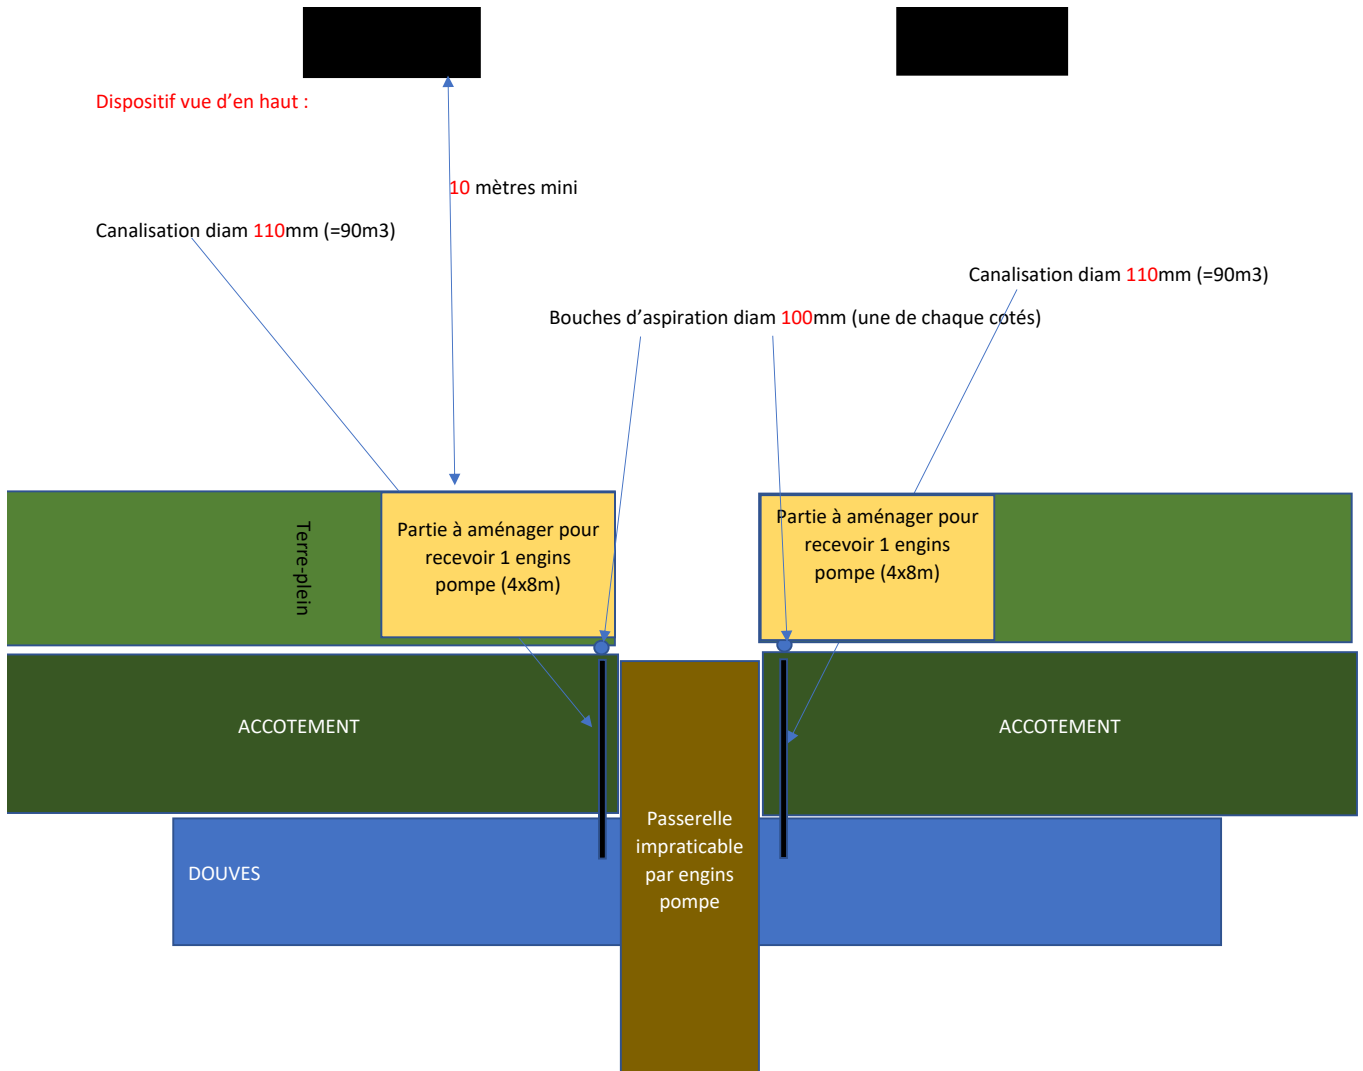 Dispositif vue d’en haut :
10 mètres mini
Canalisation diam 110mm (=90m3)
Canalisation diam 110mm (=90m3)
Bouches d’aspiration diam 100mm (une de chaque cotés)
Terre-plein
Partie à aménager pour
recevoir 1 engins
pompe (4x8m)
Partie à aménager pour
recevoir 1 engins
pompe (4x8m)
ACCOTEMENT
ACCOTEMENT
Passerelle
impraticable
par engins
pompe
DOUVES